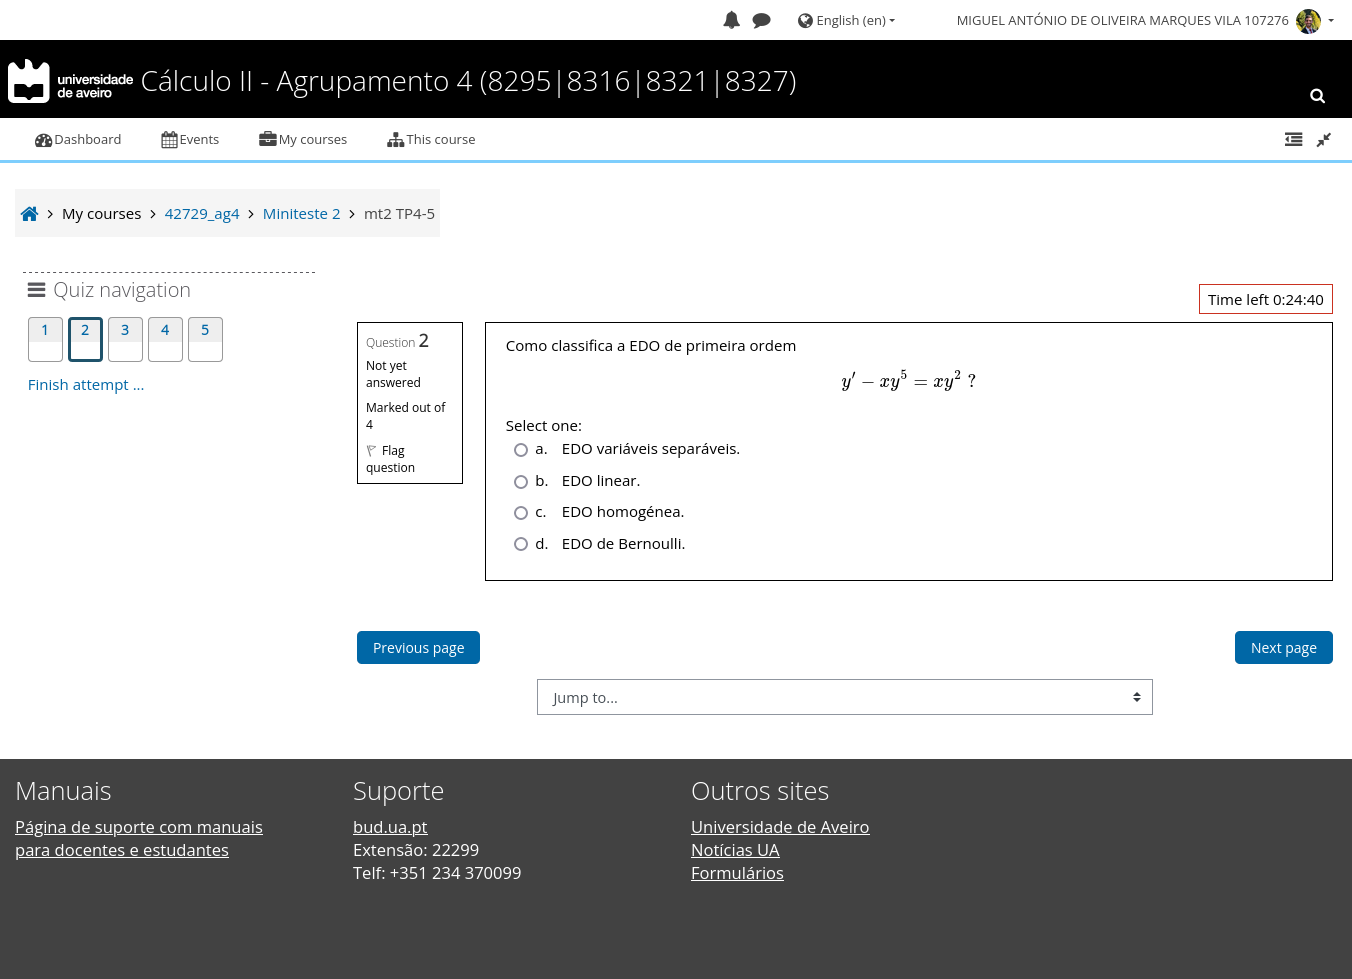 English (en)
MIGUEL ANTÓNIO DE OLIVEIRA MARQUES VILA 107276
universidade
de aveiro
Cálculo II - Agrupamento 4 (8295|8316|8321|8327)
Dashboard
Events
My courses
This course
My courses
42729_ag4
Miniteste 2
mt2 TP4-5
Quiz navigation
1
2
3
4
5
Finish attempt ...
Time left 0:24:40
Question 2
Not yet
answered
Marked out of
4
Flag
question
Como classifica a EDO de primeira ordem
y′ − xy⁵ = xy² ?
Select one:
a. EDO variáveis separáveis.
b. EDO linear.
c. EDO homogénea.
d. EDO de Bernoulli.
Previous page
Next page
Jump to...
Manuais
Página de suporte com manuais
para docentes e estudantes
Suporte
bud.ua.pt
Extensão: 22299
Telf: +351 234 370099
Outros sites
Universidade de Aveiro
Notícias UA
Formulários